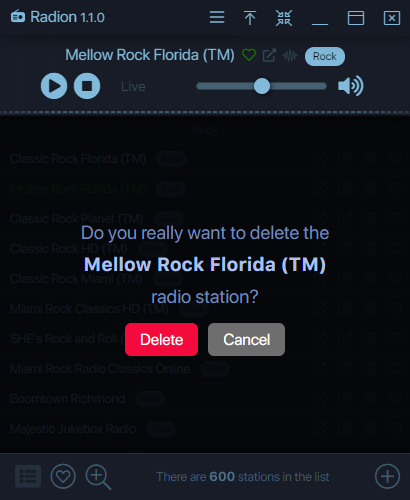 Radion 1.1.0
Mellow Rock Florida (TM) Rock
Live
Rock
Classic Rock Florida (TM)
Mellow Rock Florida (TM)
Classic Rock Planet (TM)
Classic Rock HD (TM)
Do you really want to delete the
Mellow Rock Florida (TM)
radio station?
Classic Rock Miami (TM)
Miami Rock Classics HD (TM)
SHE's Rock and Roll (
Delete Cancel
Miami Rock Radio Classics Online
Boomtown Richmond
Majestic Jukebox Radio
There are 600 stations in the list